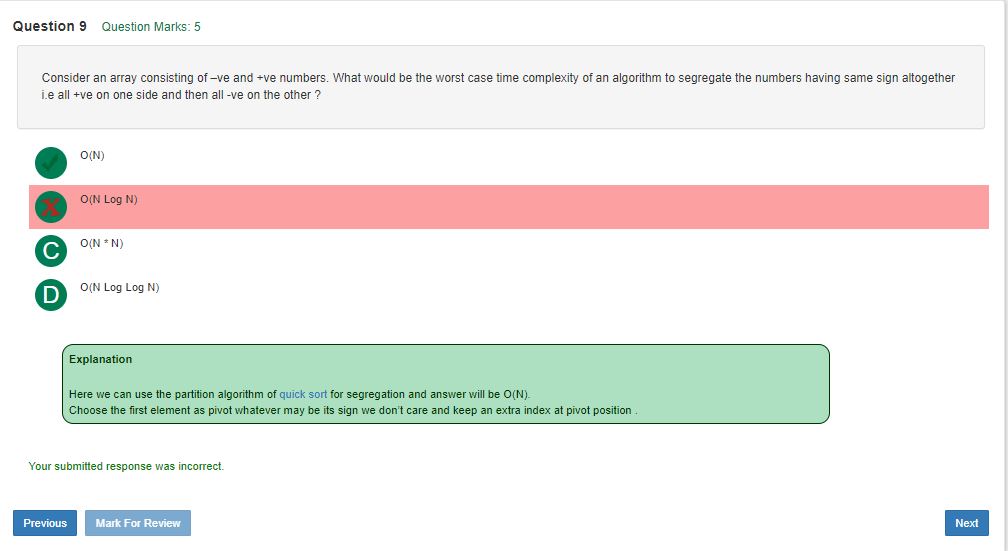 Question 9 Question Marks: 5
Consider an array consisting of –ve and +ve numbers. What would be the worst case time complexity of an algorithm to segregate the numbers having same sign altogether
i.e all +ve on one side and then all -ve on the other ?
O(N)
X O(N Log N)
C O(N * N)
D O(N Log Log N)
Explanation
Here we can use the partition algorithm of quick sort for segregation and answer will be O(N).
Choose the first element as pivot whatever may be its sign we don't care and keep an extra index at pivot position .
Your submitted response was incorrect.
Previous Mark For Review Next